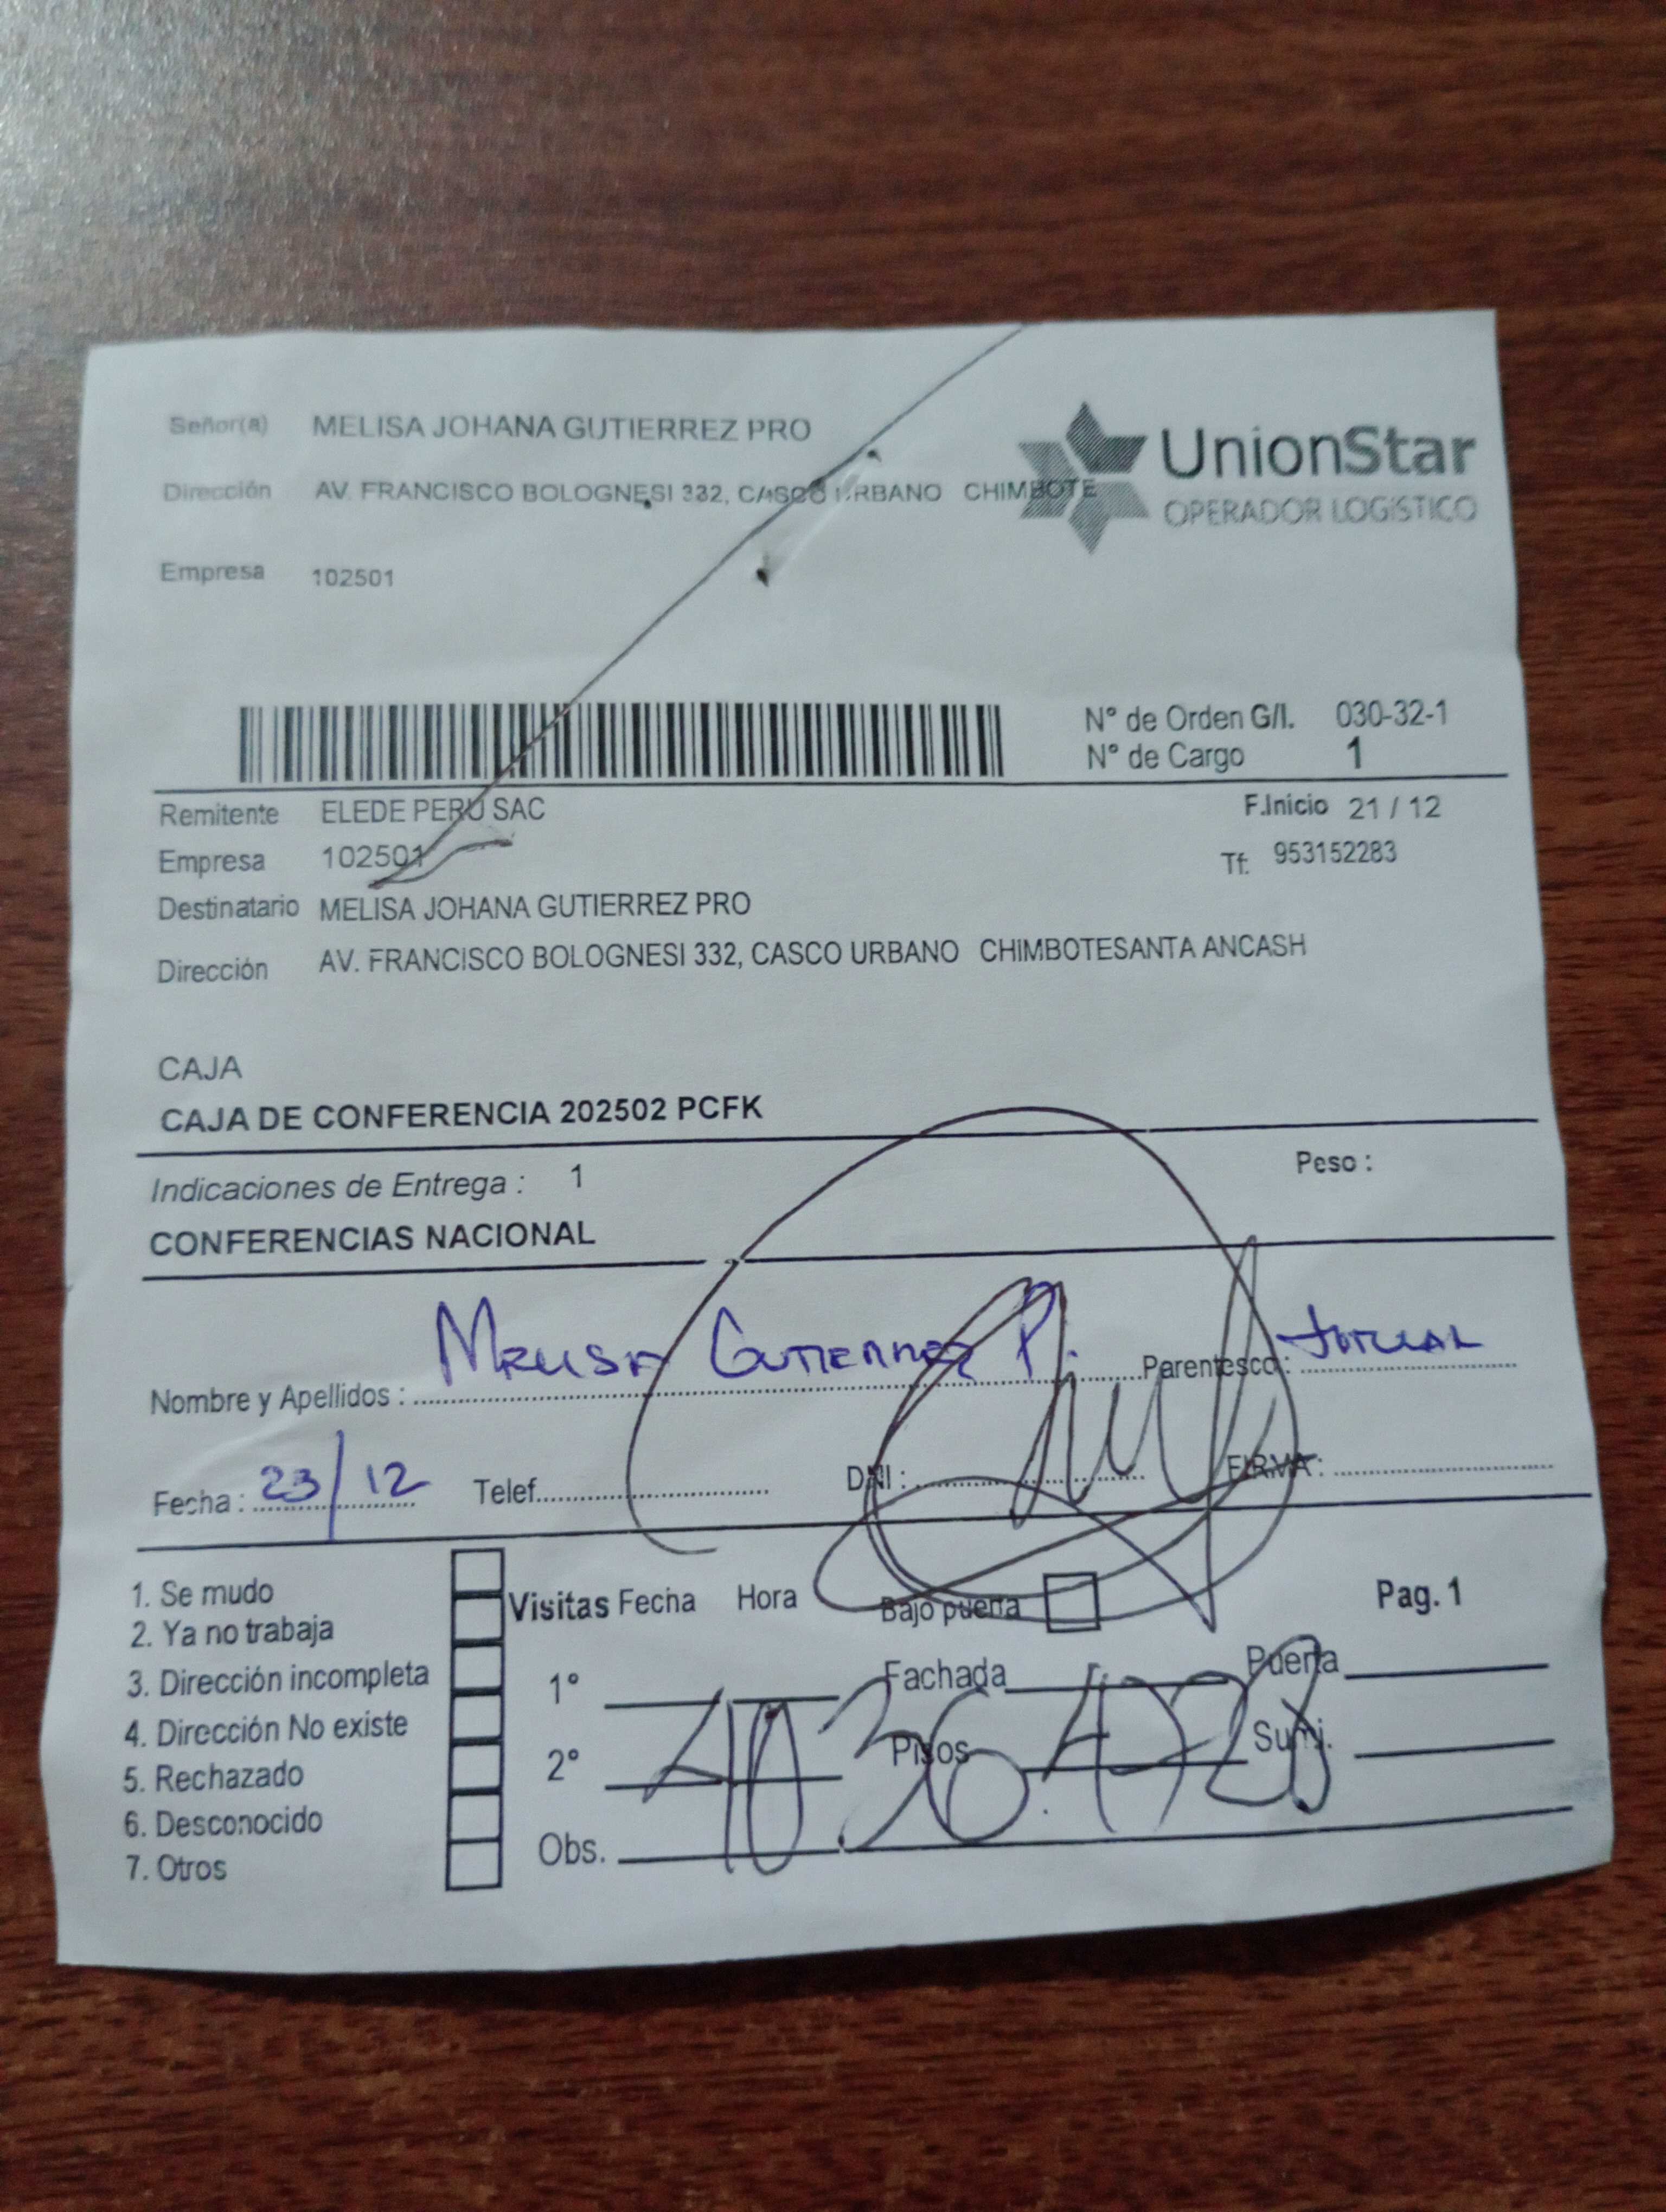 Señor(a) MELISA JOHANA GUTIERREZ PRO
Dirección AV. FRANCISCO BOLOGNESI 332, CASCO URBANO CHIMBOTE
UnionStar
OPERADOR LOGÍSTICO
Empresa 102501
N° de Orden G/I. 030-32-1
N° de Cargo 1
Remitente ELEDE PERU SAC F.Inicio 21 / 12
Empresa 102501 Tf: 953152283
Destinatario MELISA JOHANA GUTIERREZ PRO
Dirección AV. FRANCISCO BOLOGNESI 332, CASCO URBANO CHIMBOTESANTA ANCASH
CAJA
CAJA DE CONFERENCIA 202502 PCFK
Indicaciones de Entrega : 1 Peso :
CONFERENCIAS NACIONAL
Nombre y Apellidos : MELISA GUTIERREZ P. Parentesco :
Fecha : 23/12 Telef. DNI : FIRMA :
1. Se mudo
2. Ya no trabaja
3. Dirección incompleta
4. Dirección No existe
5. Rechazado
6. Desconocido
7. Otros
Visitas Fecha Hora Bajo puerta Pag. 1
1° Fachada Puerta
2° Pisos Sumi.
Obs.